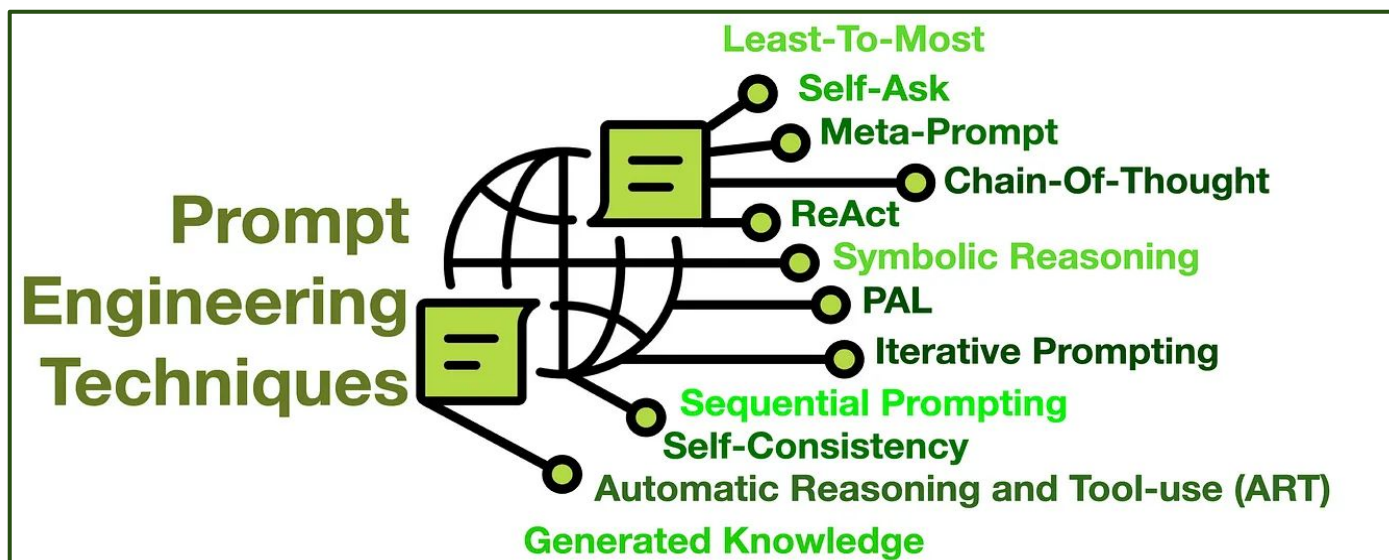 Prompt
Engineering
Techniques
Least-To-Most
Self-Ask
Meta-Prompt
Chain-Of-Thought
ReAct
Symbolic Reasoning
PAL
Iterative Prompting
Sequential Prompting
Self-Consistency
Automatic Reasoning and Tool-use (ART)
Generated Knowledge